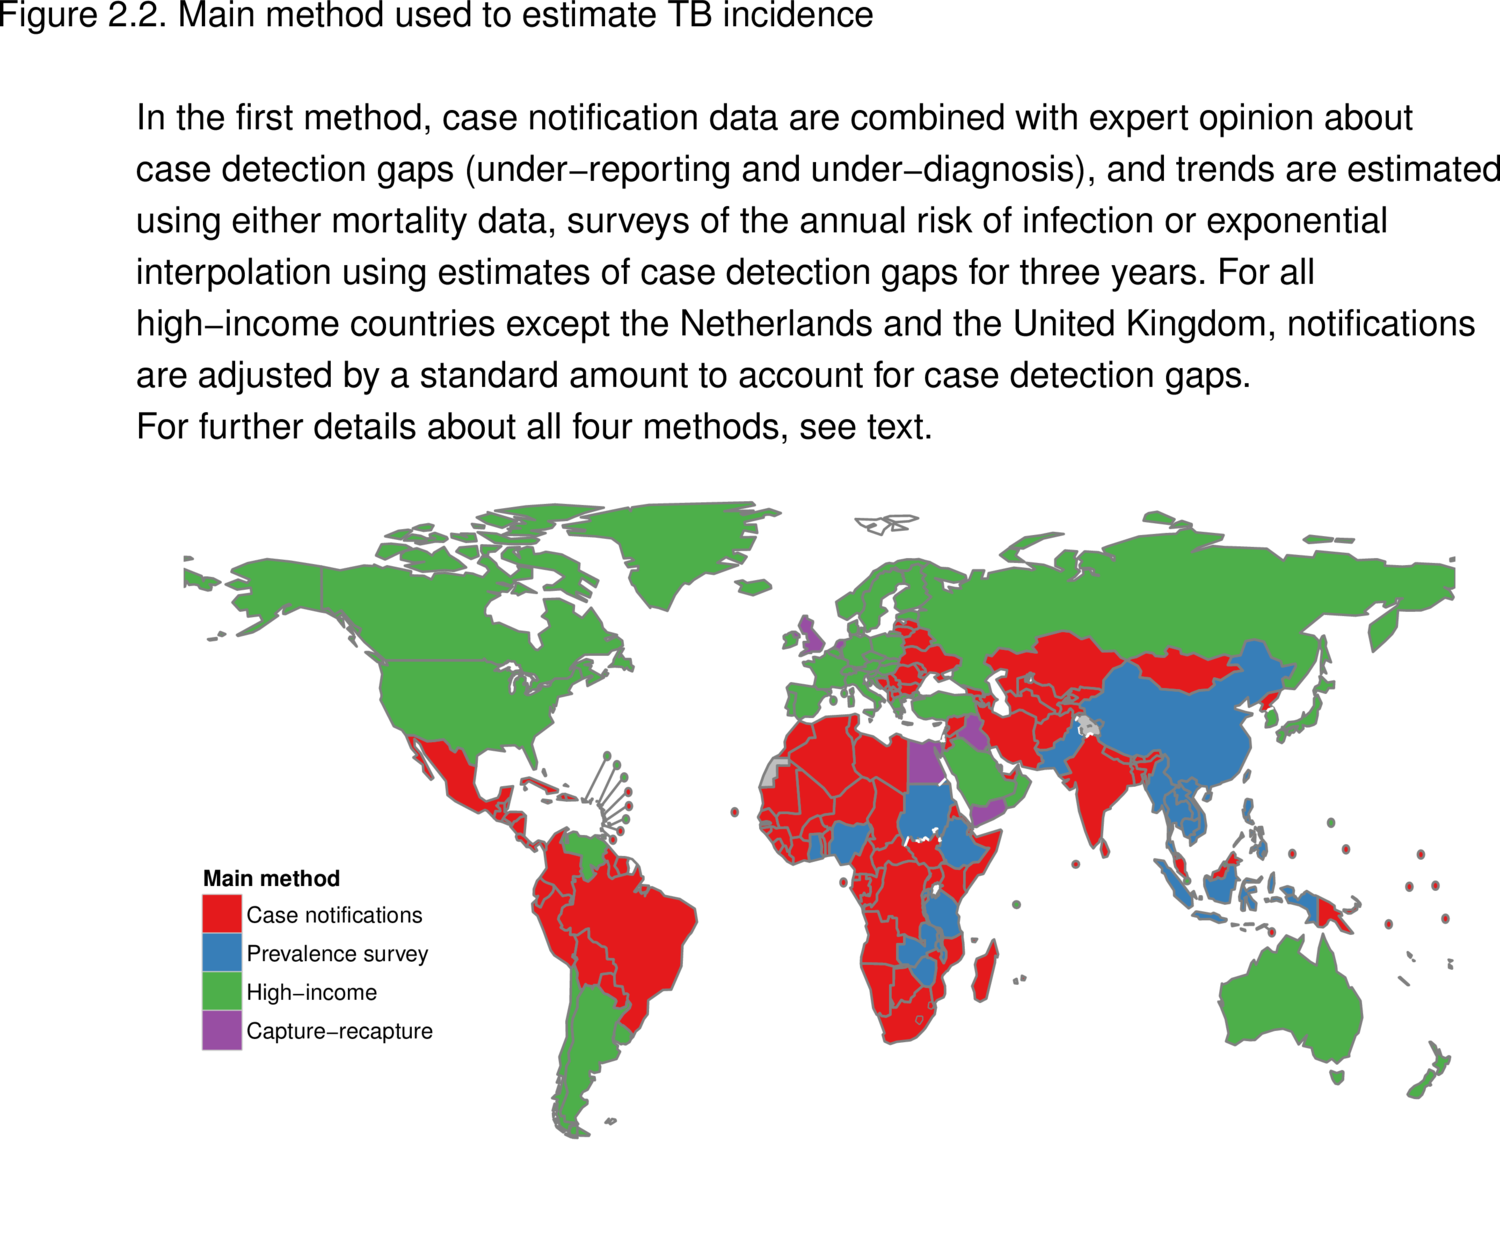 Figure 2.2. Main method used to estimate TB incidence
In the first method, case notification data are combined with expert opinion about
case detection gaps (under−reporting and under−diagnosis), and trends are estimated
using either mortality data, surveys of the annual risk of infection or exponential
interpolation using estimates of case detection gaps for three years. For all
high−income countries except the Netherlands and the United Kingdom, notifications
are adjusted by a standard amount to account for case detection gaps.
For further details about all four methods, see text.
Main method
Case notifications
Prevalence survey
High−income
Capture−recapture